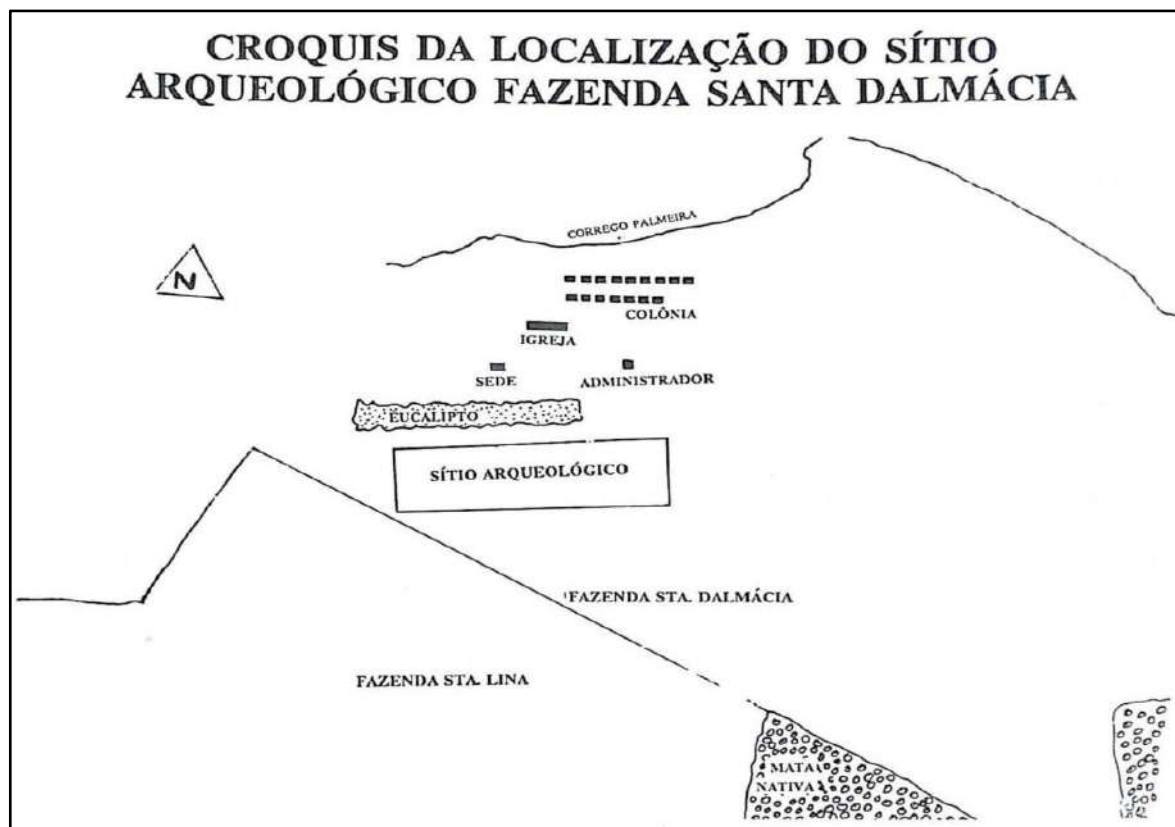 CROQUIS DA LOCALIZAÇÃO DO SÍTIO
ARQUEOLÓGICO FAZENDA SANTA DALMÁCIA
CORREGO PALMEIRA
N
COLÔNIA
IGREJA
SEDE
ADMINISTRADOR
EUCALIPTO
SÍTIO ARQUEOLÓGICO
FAZENDA STA. DALMÁCIA
FAZENDA STA. LINA
MATA
NATIVA